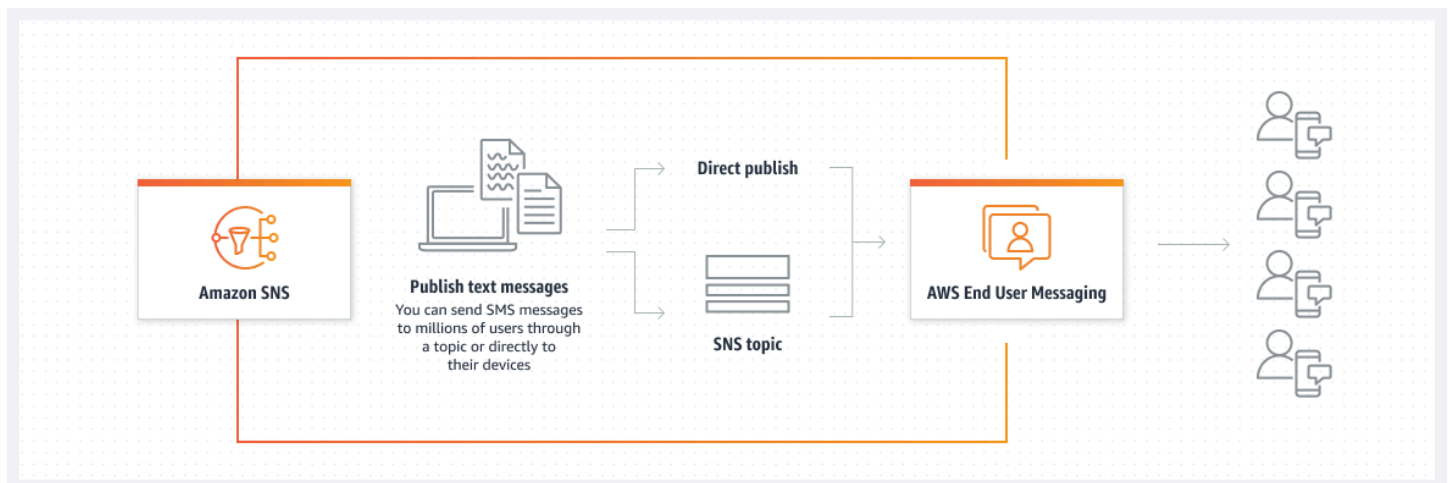 Amazon SNS
Publish text messages
You can send SMS messages
to millions of users through
a topic or directly to
their devices
Direct publish
SNS topic
AWS End User Messaging